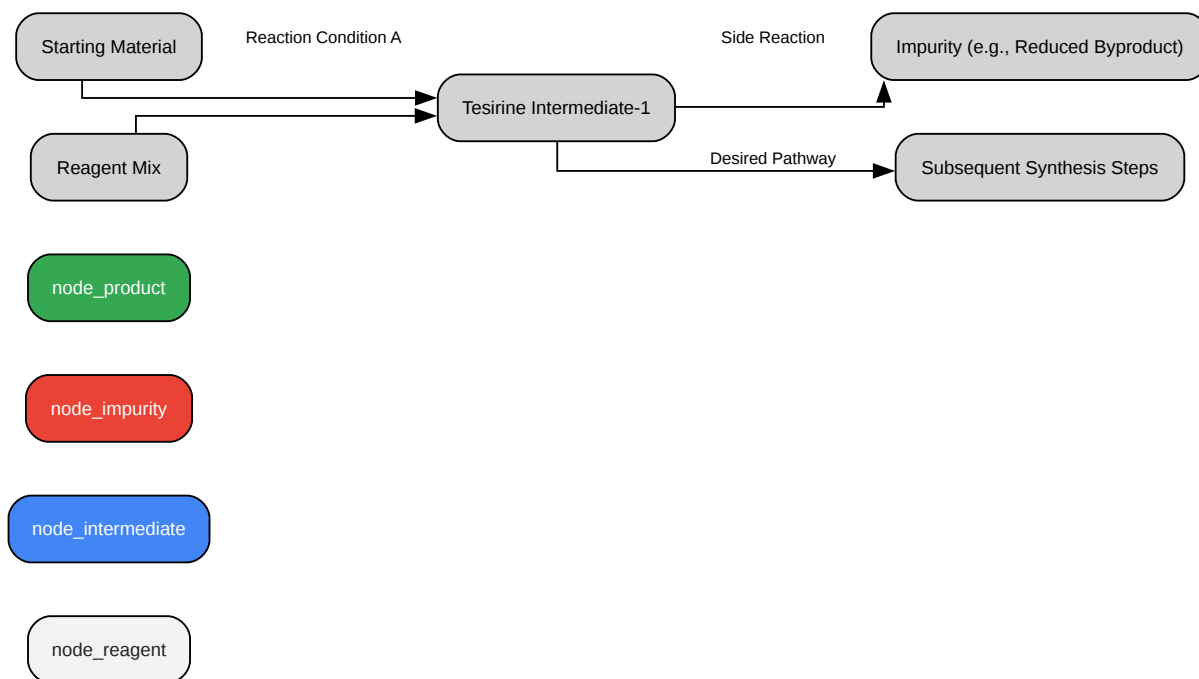 Starting Material
Reaction Condition A
Side Reaction
Impurity (e.g., Reduced Byproduct)
Tesirine Intermediate-1
Reagent Mix
Desired Pathway
Subsequent Synthesis Steps
node_product
node_impurity
node_intermediate
node_reagent